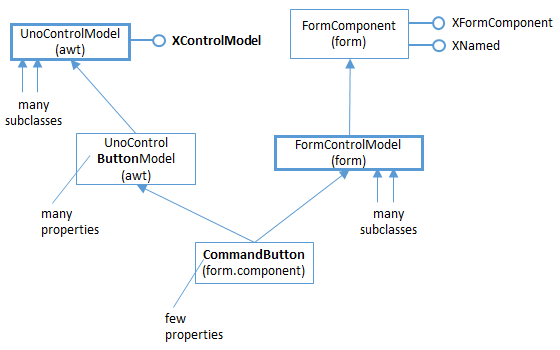 UnoControlModel
(awt)
XControlModel
FormComponent
(form)
XFormComponent
XNamed
many
subclasses
UnoControl
ButtonModel
(awt)
FormControlModel
(form)
many
properties
many
subclasses
CommandButton
(form.component)
few
properties